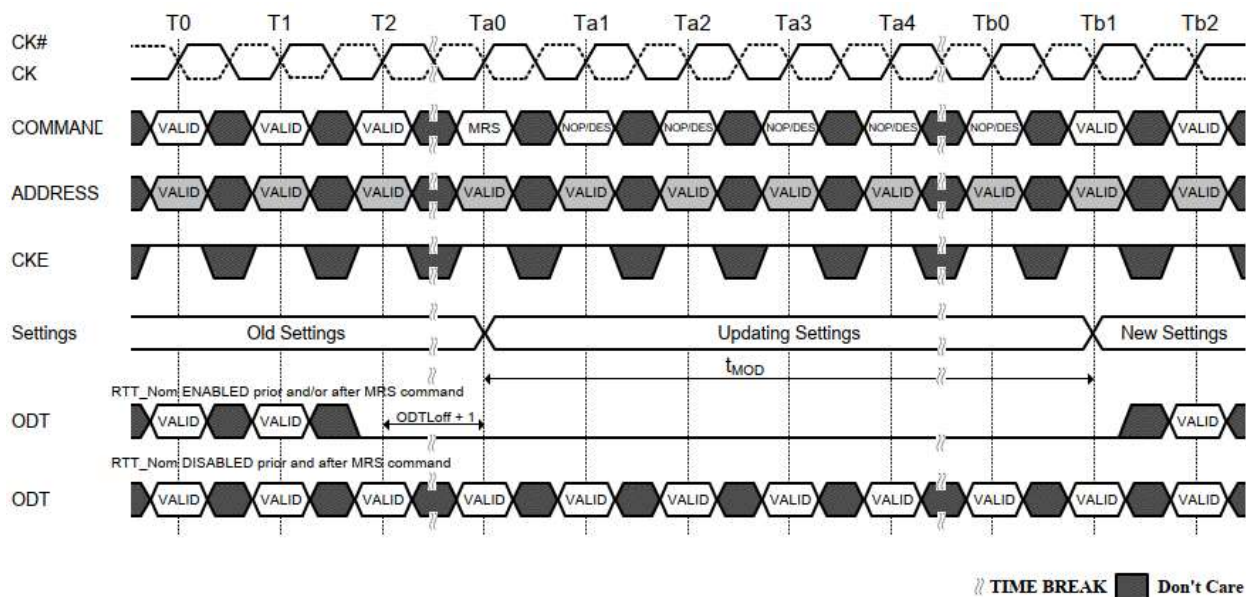 T0 T1 T2 Ta0 Ta1 Ta2 Ta3 Ta4 Tb0 Tb1 Tb2
CK#
CK
COMMAND VALID VALID VALID MRS NOP/DES NOP/DES NOP/DES NOP/DES NOP/DES VALID VALID
ADDRESS VALID VALID VALID VALID VALID VALID VALID VALID VALID VALID VALID
CKE
Settings Old Settings Updating Settings New Settings
tMOD
RTT_Nom ENABLED prior and/or after MRS command
ODT VALID VALID ODTLoff + 1 VALID
RTT_Nom DISABLED prior and after MRS command
ODT VALID VALID VALID VALID VALID VALID VALID VALID VALID VALID VALID
TIME BREAK Don't Care